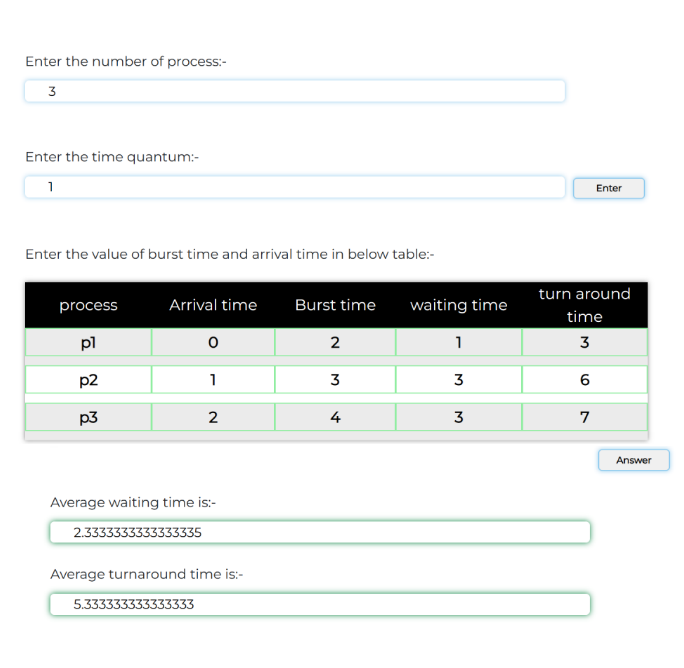 Enter the number of process:-
3
Enter the time quantum:-
1
Enter
Enter the value of burst time and arrival time in below table:-
process Arrival time Burst time waiting time turn around time
p1 0 2 1 3
p2 1 3 3 6
p3 2 4 3 7
Answer
Average waiting time is:-
2.3333333333333335
Average turnaround time is:-
5.333333333333333